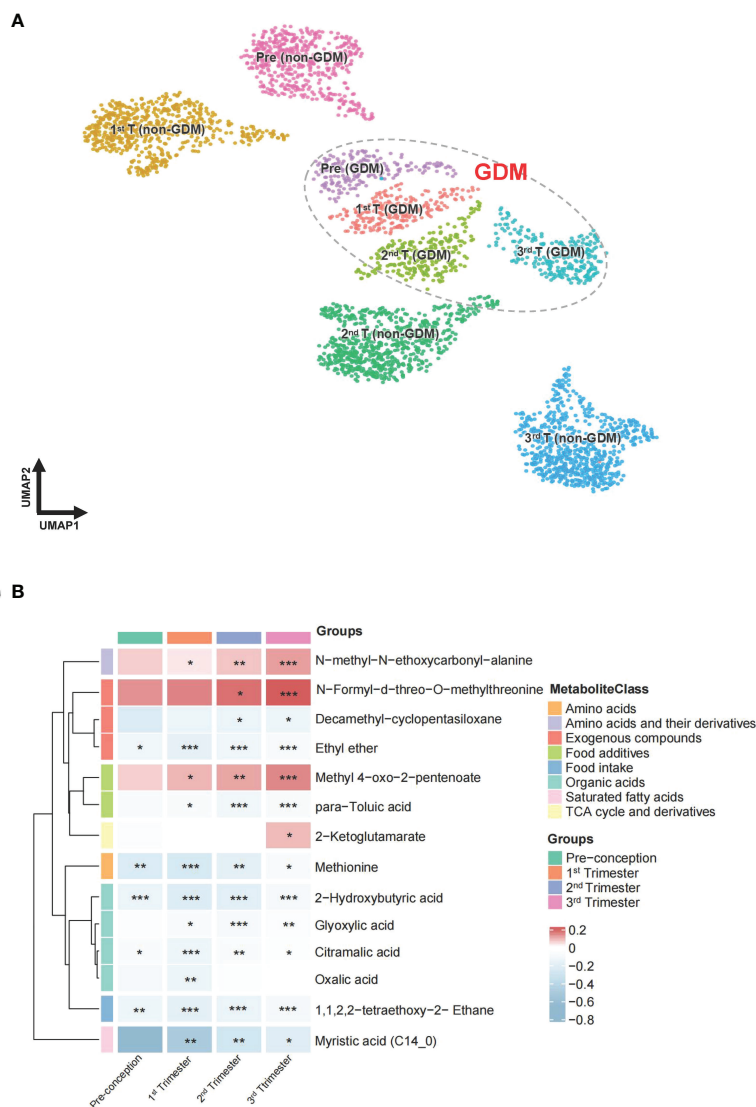 A
Pre (non-GDM)
1st T (non-GDM)
Pre (GDM)
GDM
1st T (GDM)
2nd T (GDM)
3rd T (GDM)
2nd T (non-GDM)
3rd T (non-GDM)
UMAP2
UMAP1
B
Groups
* ** *** N-methyl-N-ethoxycarbonyl-alanine
* *** N-Formyl-d-threo-O-methylthreonine
* * Decamethyl-cyclopentasiloxane
* *** *** *** Ethyl ether
* ** *** Methyl 4-oxo-2-pentenoate
* *** *** para-Toluic acid
* 2-Ketoglutamarate
** *** ** * Methionine
*** *** *** *** 2-Hydroxybutyric acid
* *** ** Glyoxylic acid
* *** ** * Citramalic acid
** Oxalic acid
** *** *** *** 1,1,2,2-tetraethoxy-2- Ethane
** ** * Myristic acid (C14_0)
Pre-conception
1st Trimester
2nd Trimester
3rd Ttrimester
MetaboliteClass
Amino acids
Amino acids and their derivatives
Exogenous compounds
Food additives
Food intake
Organic acids
Saturated fatty acids
TCA cycle and derivatives
Groups
Pre-conception
1st Trimester
2nd Trimester
3rd Trimester
0.2
0
-0.2
-0.4
-0.6
-0.8